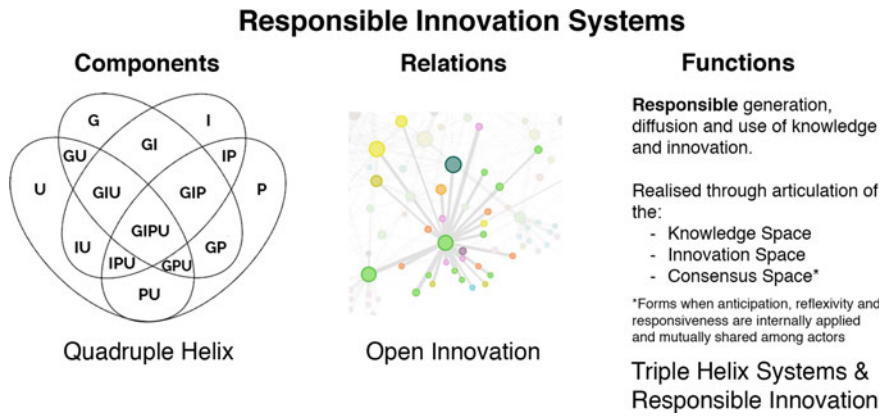 Responsible Innovation Systems
Components
Relations
Functions
G
I
GI
GU
IP
U
P
GIU
GIP
GIPU
IU
GP
IPU
GPU
PU
Quadruple Helix
Open Innovation
Responsible generation,
diffusion and use of knowledge
and innovation.
Realised through articulation of
the:
- Knowledge Space
- Innovation Space
- Consensus Space*
*Forms when anticipation, reflexivity and
responsiveness are internally applied
and mutually shared among actors
Triple Helix Systems &
Responsible Innovation